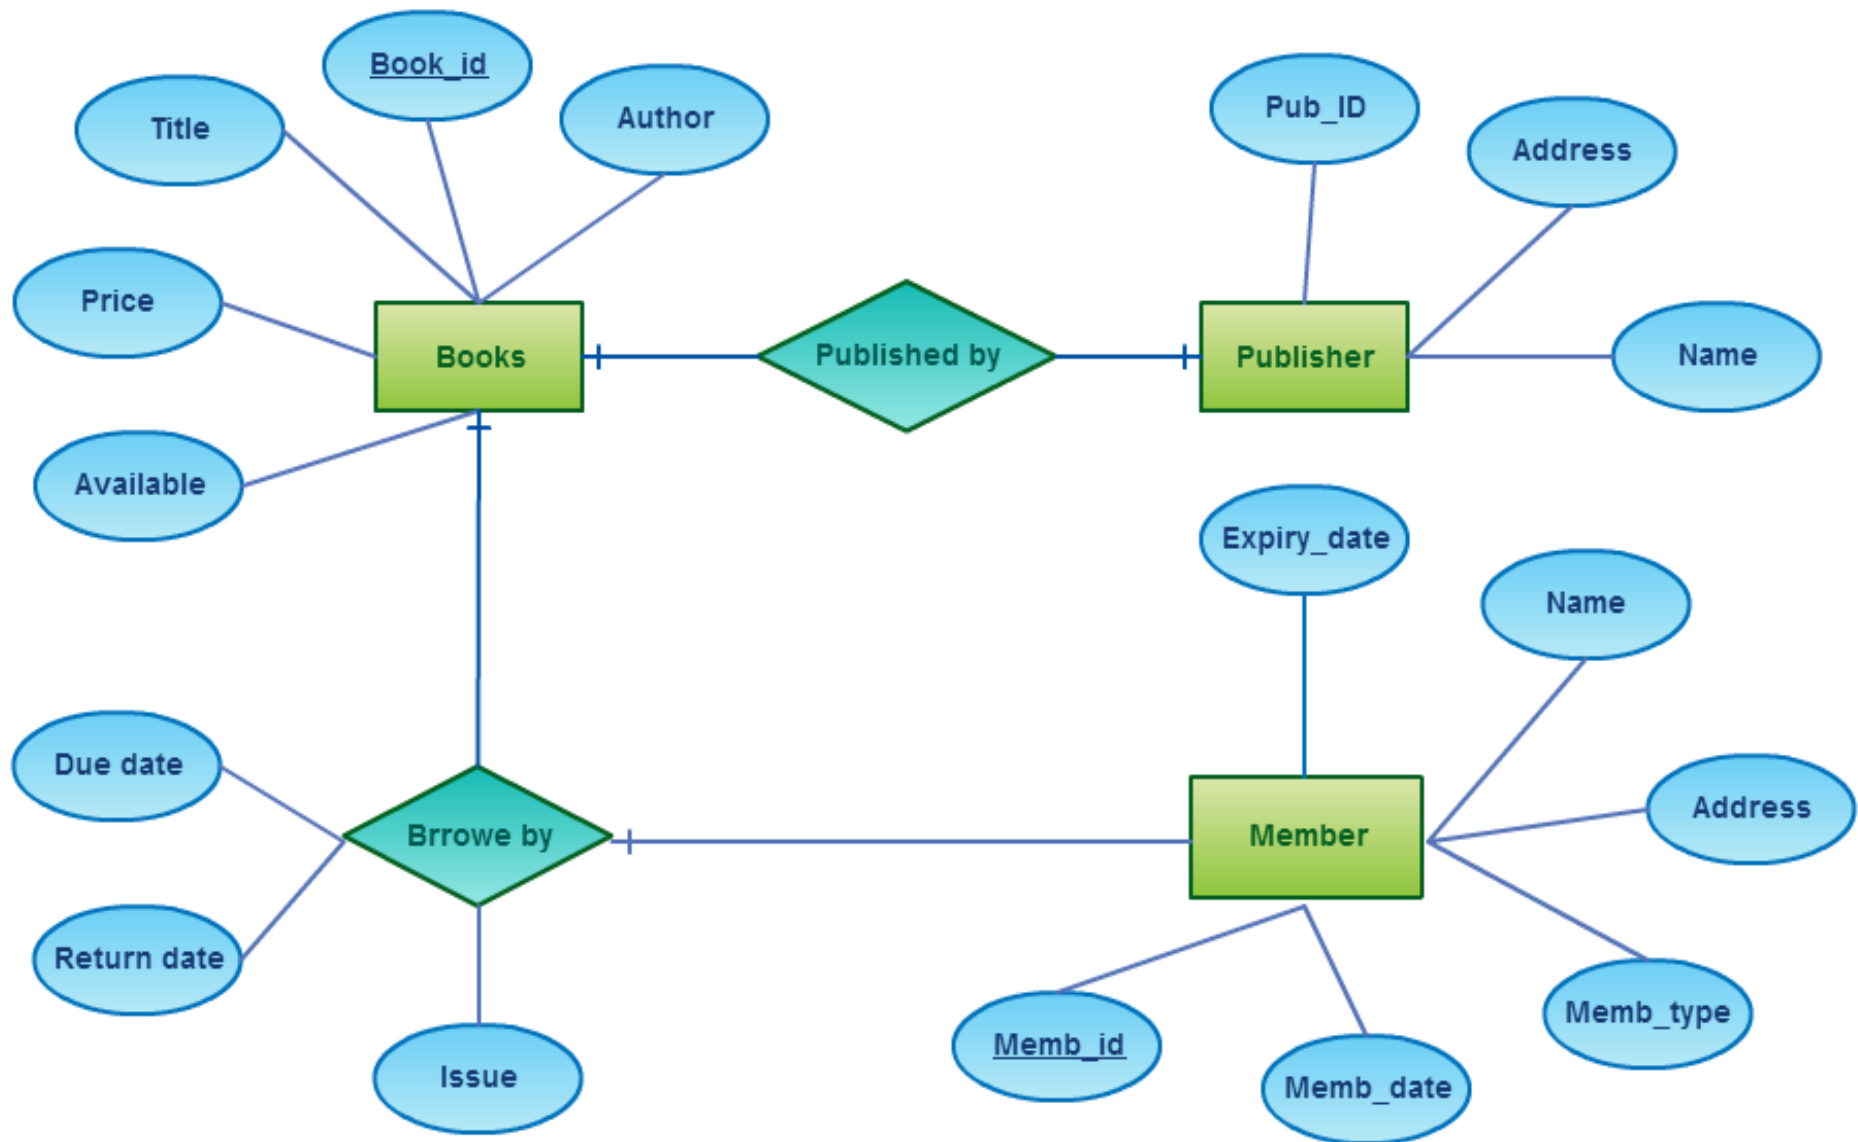 Book_id
Title
Author
Price
Books
Available
Published by
Pub_ID
Address
Publisher
Name
Expiry_date
Name
Due date
Brrowe by
Member
Address
Return date
Issue
Memb_id
Memb_date
Memb_type